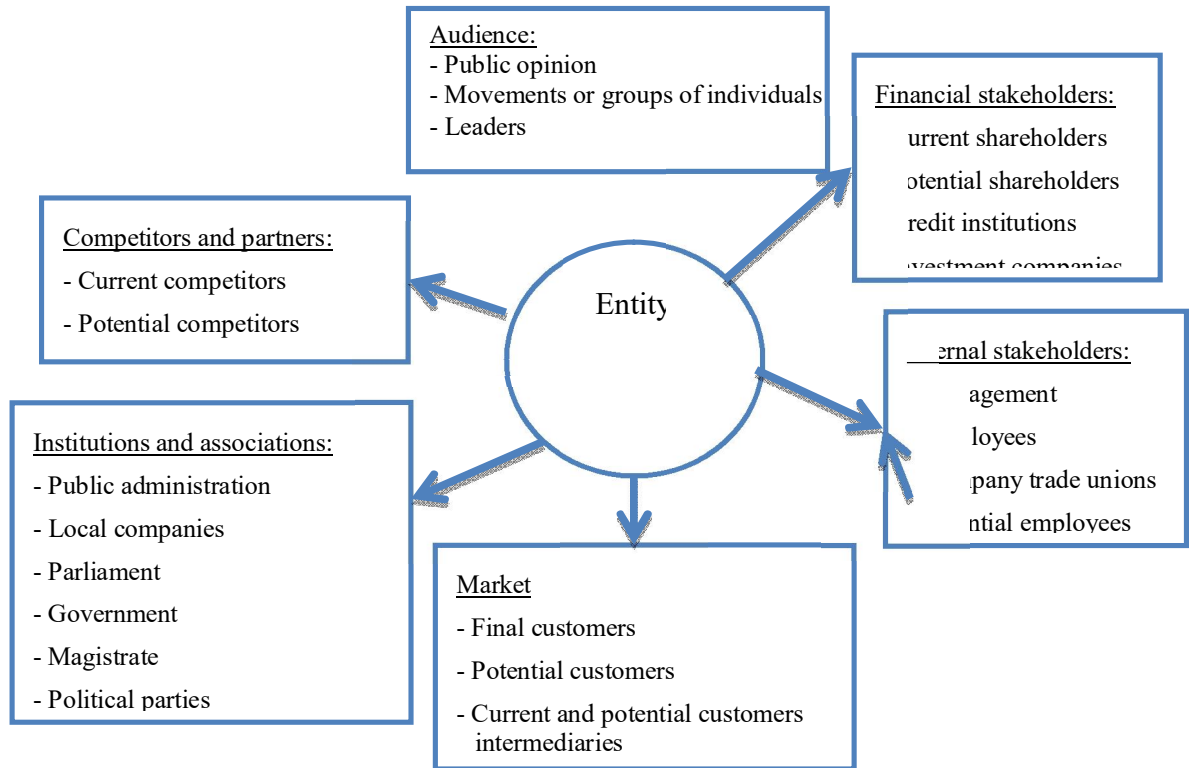 Audience:
- Public opinion
- Movements or groups of individuals
- Leaders
Financial stakeholders:
urrent shareholders
otential shareholders
redit institutions
vestment companies
Competitors and partners:
- Current competitors
- Potential competitors
Entity
ernal stakeholders:
agement
loyees
pany trade unions
ntial employees
Institutions and associations:
- Public administration
- Local companies
- Parliament
- Government
- Magistrate
- Political parties
Market
- Final customers
- Potential customers
- Current and potential customers
intermediaries